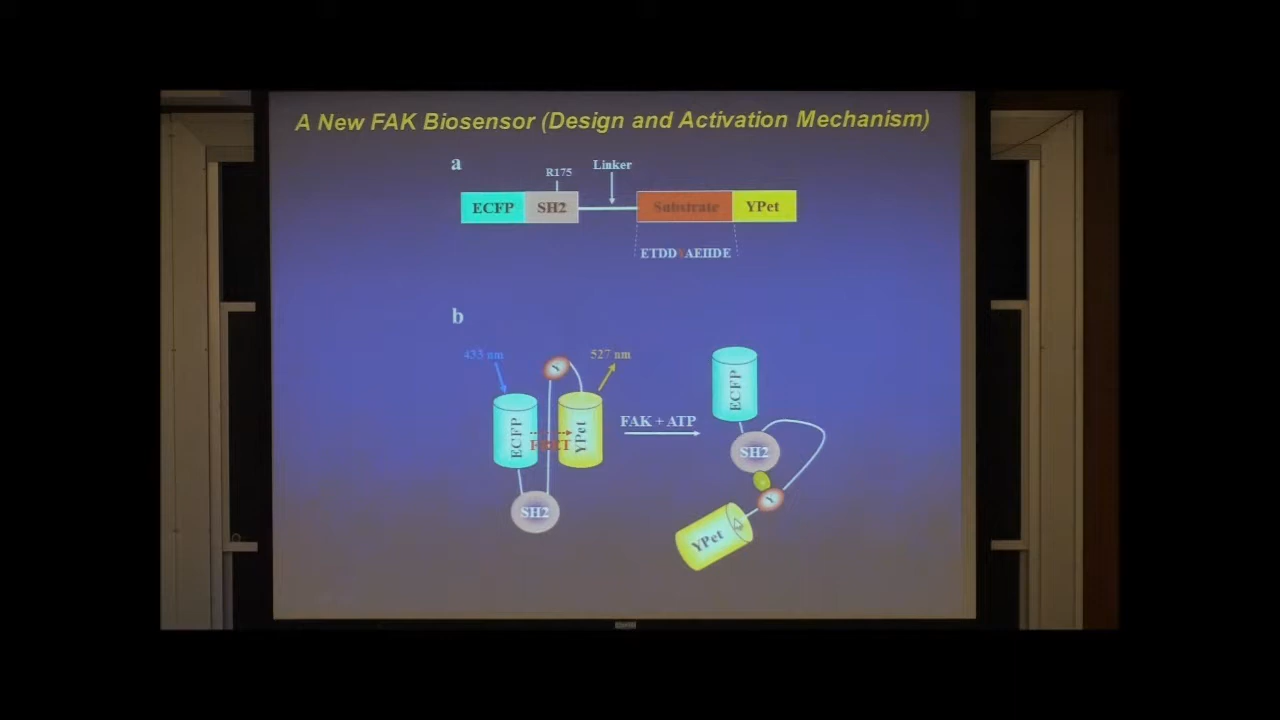 A New FAK Biosensor (Design and Activation Mechanism)
a
R175
Linker
ECFP
SH2
Substrate
YPet
ETDDYAEIIDE
b
433 nm
527 nm
Y
ECFP
FRET
YPet
SH2
FAK + ATP
ECFP
SH2
Y
YPet